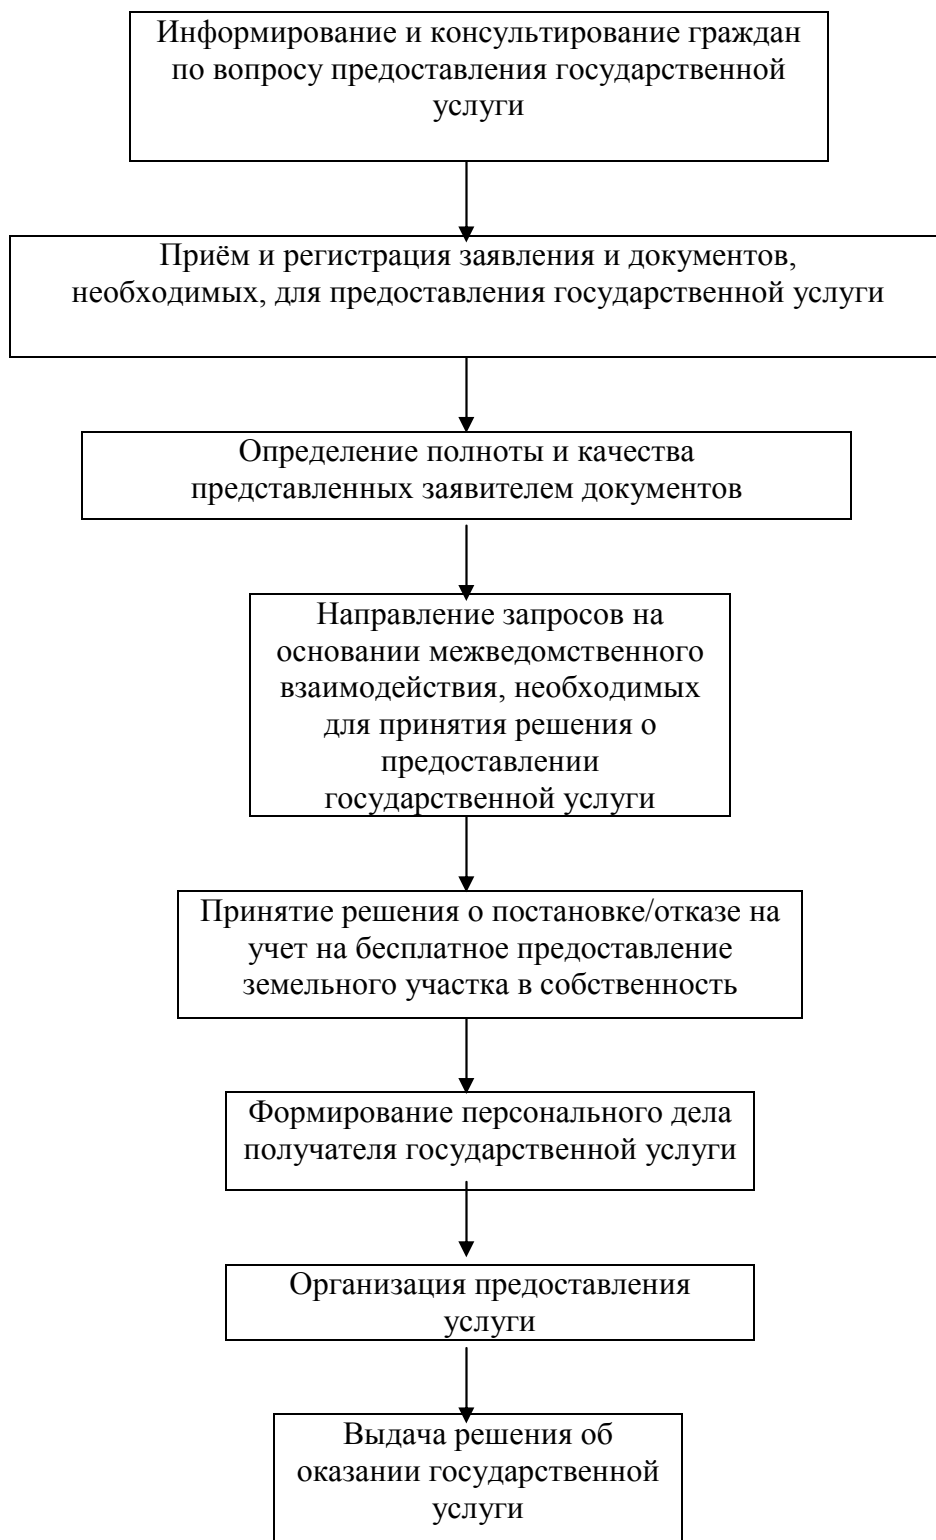 Информирование и консультирование граждан
по вопросу предоставления государственной
услуги
Приём и регистрация заявления и документов,
необходимых, для предоставления государственной услуги
Определение полноты и качества
представленных заявителем документов
Направление запросов на
основании межведомственного
взаимодействия, необходимых
для принятия решения о
предоставлении
государственной услуги
Принятие решения о постановке/отказе на
учет на бесплатное предоставление
земельного участка в собственность
Формирование персонального дела
получателя государственной услуги
Организация предоставления
услуги
Выдача решения об
оказании государственной
услуги